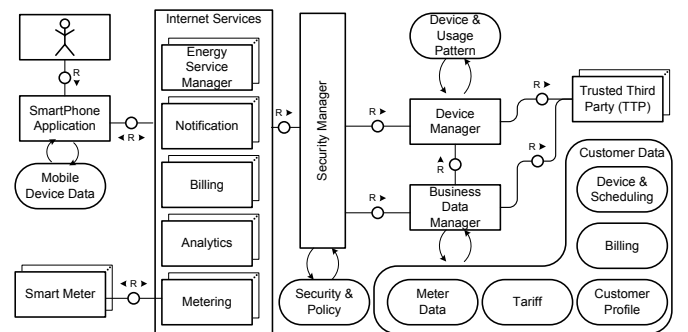 Internet Services
Energy
Service
Manager
Notification
Billing
Analytics
Metering
R
▼
SmartPhone
Application
◄ R ►
Mobile
Device Data
Smart Meter
◄ R ►
R ►
Security Manager
Security &
Policy
R ►
R ►
Device &
Usage
Pattern
Device
Manager
▲
R
Business
Data
Manager
R ►
R ►
Trusted Third
Party (TTP)
Customer Data
Device &
Scheduling
Billing
Customer
Profile
Tariff
Meter
Data